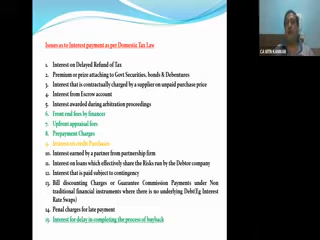 Issues as to Interest payment as per Domestic Tax Law
1. Interest on Delayed Refund of Tax
2. Premium or prize attaching to Govt Securities, bonds & Debentures
3. Interest that is contractually charged by a supplier on unpaid purchase price
4. Interest from Escrow account
5. Interest awarded during arbitration proceedings
6. Front end fees by finances
7. Upfront appraisal fees
8. Prepayment Charges
9. Interest on credit Purchases
10. Interest earned by a partner from partnership firm
11. Interest on loans which effectively share the Risks run by the Debtor company
12. Interest that is paid subject to contingency
13. Bill discounting Charges or Guarantee Commission Payments under Non
traditional financial instruments where there is no underlying Debt(Eg Interest
Rate Swaps)
14. Penal charges for late payment
15. Interest for delay in completing the process of buyback
CA NITIN KANWAR